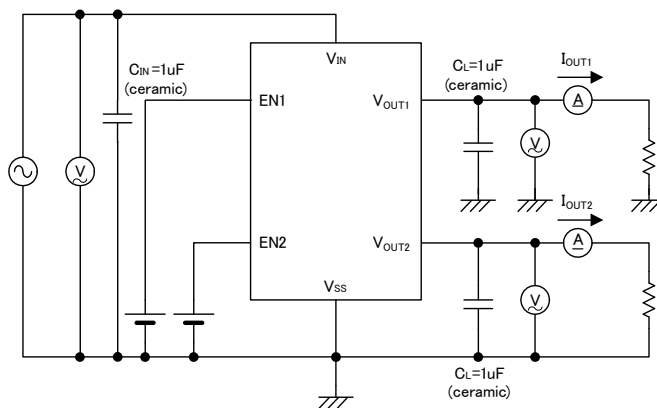 VIN
CIN=1uF
(ceramic)
EN1
VOUT1
CL=1uF
(ceramic)
IOUT1
A
V
~
V
EN2
VOUT2
IOUT2
A
V
VSS
CL=1uF
(ceramic)